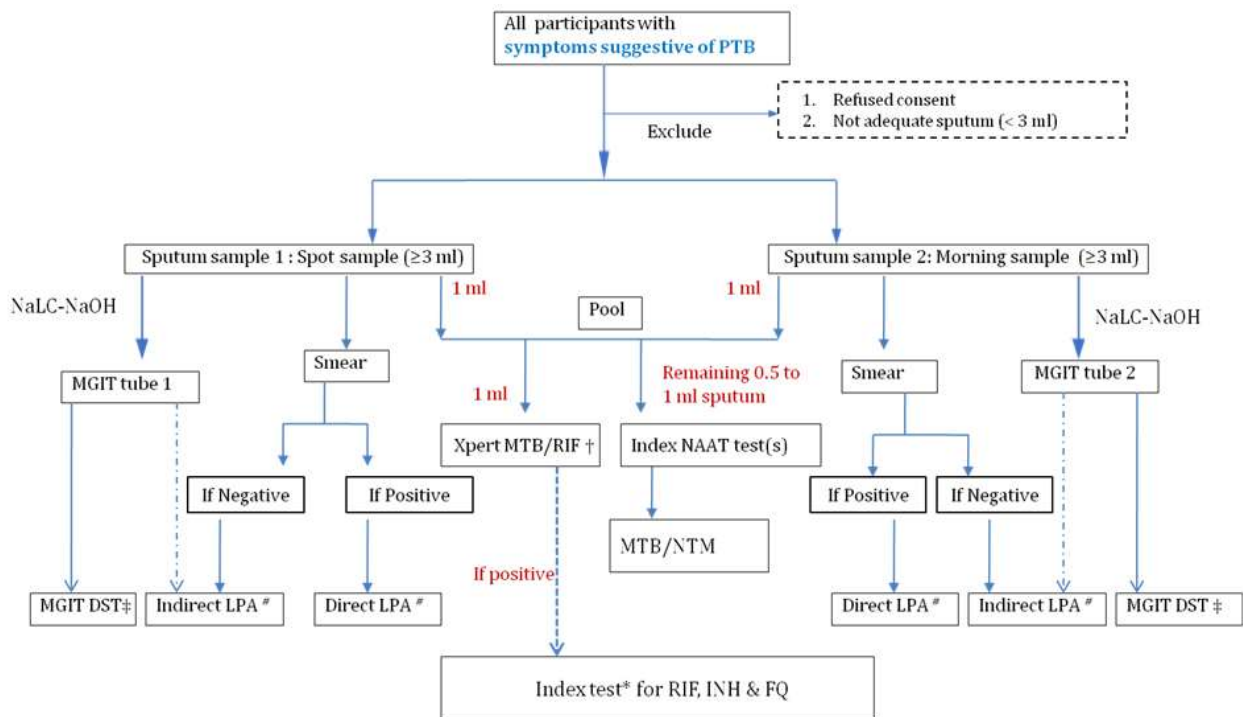 All participants with
symptoms suggestive of PTB
1. Refused consent
2. Not adequate sputum (< 3 ml)
Exclude
Sputum sample 1 : Spot sample (≥3 ml)
Sputum sample 2: Morning sample (≥3 ml)
NaLC-NaOH
1 ml
Pool
1 ml
NaLC-NaOH
MGIT tube 1
Smear
1 ml
Remaining 0.5 to
1 ml sputum
Smear
MGIT tube 2
Xpert MTB/RIF †
Index NAAT test(s)
If Negative
If Positive
If Positive
If Negative
MTB/NTM
If positive
MGIT DST‡
Indirect LPA #
Direct LPA #
Direct LPA #
Indirect LPA #
MGIT DST ‡
Index test* for RIF, INH & FQ